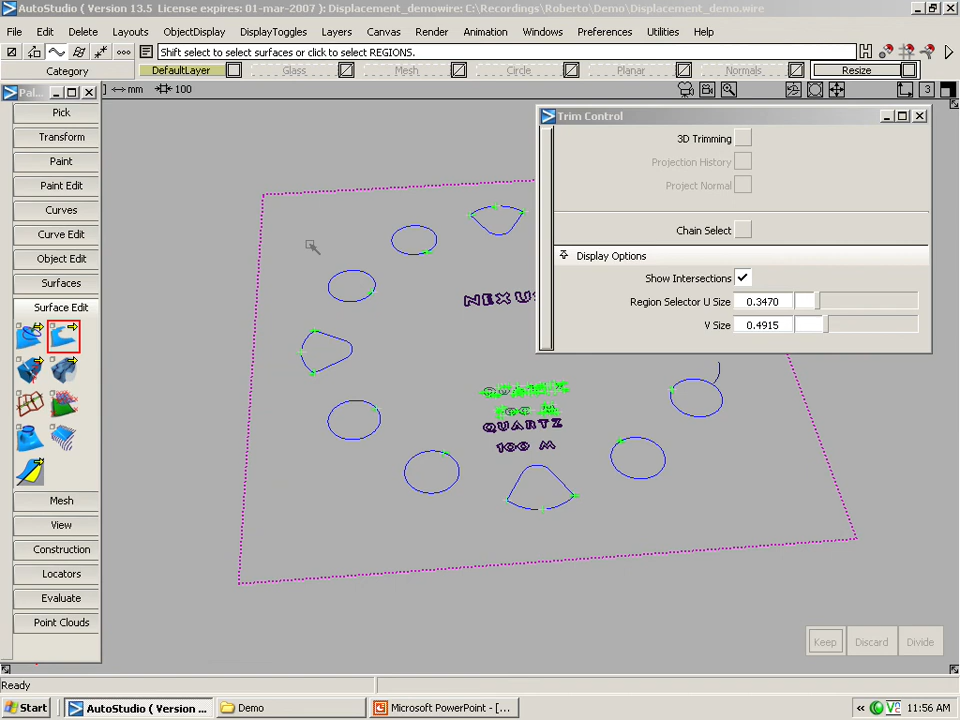 AutoStudio ( Version 13.5 License expires: 01-mar-2007 ): Displacement_demowire: C:\Recordings\Roberto\Demo\Displacement_demo.wire
File Edit Delete Layouts ObjectDisplay DisplayToggles Layers Canvas Render Animation Windows Preferences Utilities Help
Shift select to select surfaces or click to select REGIONS.
Category DefaultLayer Glass Mesh Circle Planar Normals Resize
Pal...
mm 100
3
Pick
Transform
Paint
Paint Edit
Curves
Curve Edit
Object Edit
Surfaces
Surface Edit
Mesh
View
Construction
Locators
Evaluate
Point Clouds
Trim Control
3D Trimming
Projection History
Project Normal
Chain Select
Display Options
Show Intersections
Region Selector U Size 0.3470
V Size 0.4915
NEXUS
QUARTZ
100 M
Keep Discard Divide
Ready
Start AutoStudio ( Version ... Demo Microsoft PowerPoint - [... 11:56 AM